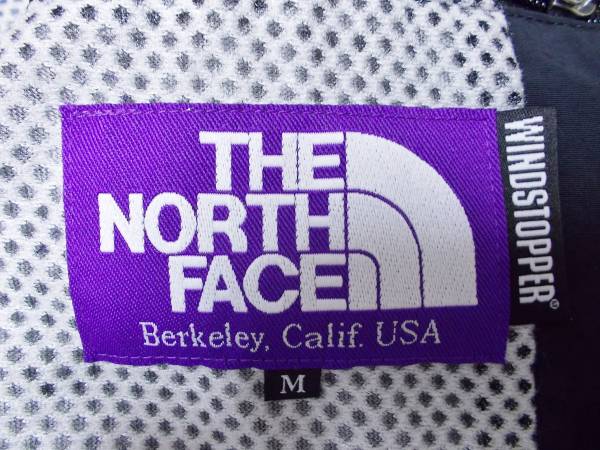 THE
NORTH
FACE
Berkeley, Calif. USA
M
WINDSTOPPER